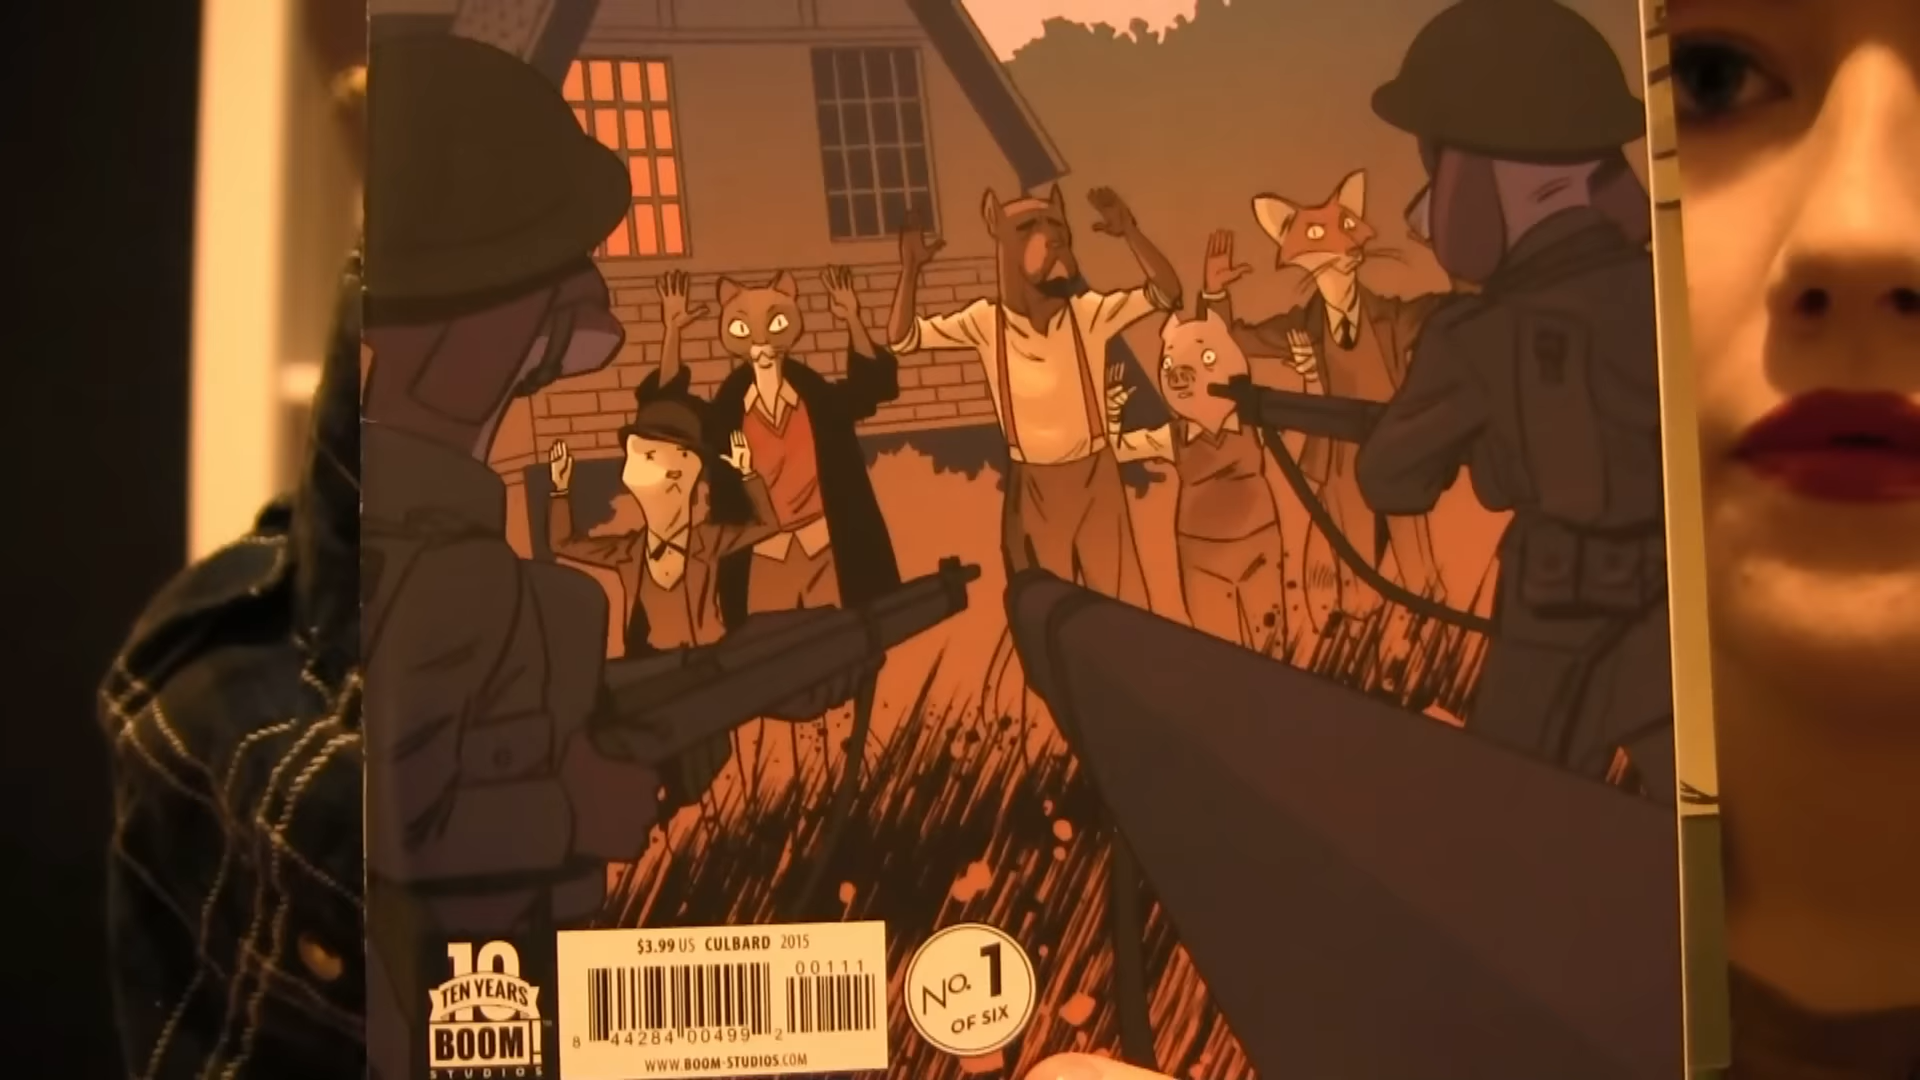 10
TEN YEARS
BOOM!
STUDIOS
$3.99 US CULBARD 2015
00111
8 44284 00499 2
WWW.BOOM-STUDIOS.COM
No. 1
OF SIX